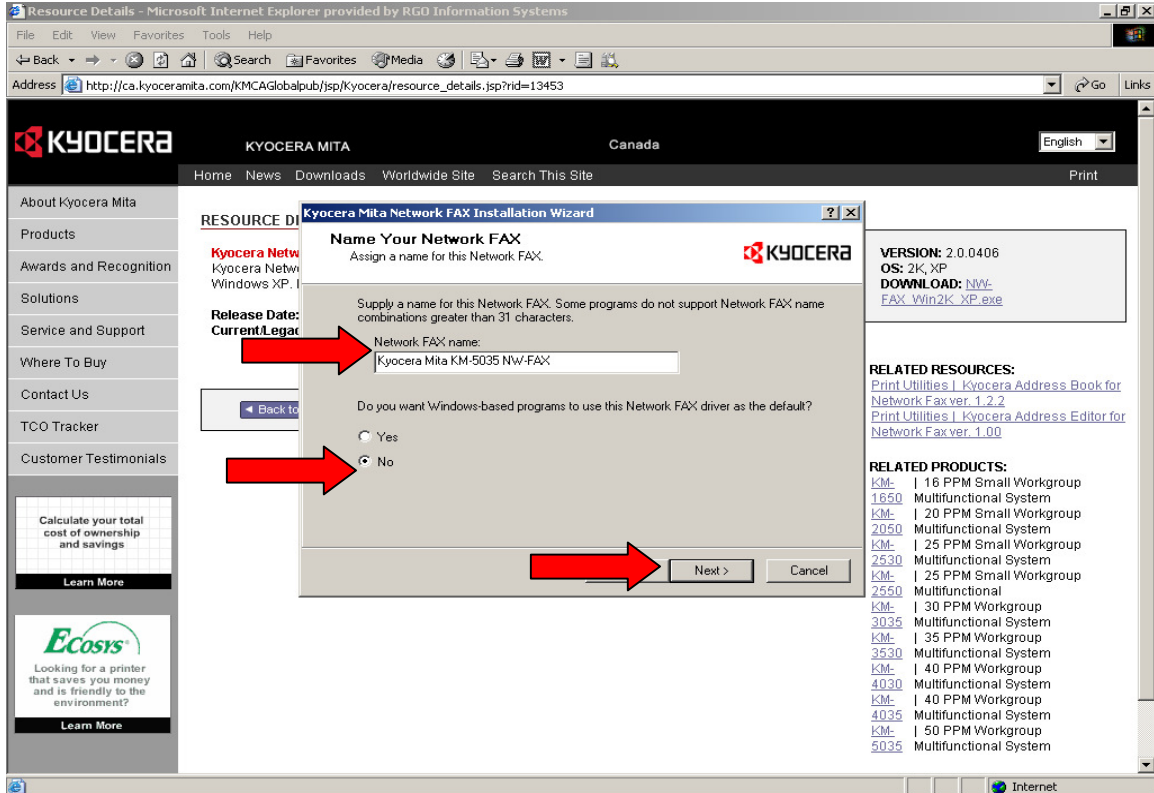 Resource Details - Microsoft Internet Explorer provided by RGO Information Systems
File Edit View Favorites Tools Help
Back Search Favorites Media
Address http://ca.kyoceramita.com/KMCAGlobalpub/jsp/Kyocera/resource_details.jsp?rid=13453 Go Links
KYOCERA KYOCERA MITA Canada English
Home News Downloads Worldwide Site Search This Site Print
About Kyocera Mita
Products
Awards and Recognition
Solutions
Service and Support
Where To Buy
Contact Us
TCO Tracker
Customer Testimonials
Calculate your total
cost of ownership
and savings
Learn More
Ecosys
Looking for a printer
that saves you money
and is friendly to the
environment?
Learn More
RESOURCE D
Kyocera Netw
Kyocera Netw
Windows XP.
Release Date:
Current/Legac
Back to
Kyocera Mita Network FAX Installation Wizard
Name Your Network FAX
Assign a name for this Network FAX.
KYOCERA
Supply a name for this Network FAX. Some programs do not support Network FAX name
combinations greater than 31 characters.
Network FAX name:
Kyocera Mita KM-5035 NW-FAX
Do you want Windows-based programs to use this Network FAX driver as the default?
Yes
No
Next > Cancel
VERSION: 2.0.0406
OS: 2K, XP
DOWNLOAD: NW-
FAX_Win2K_XP.exe
RELATED RESOURCES:
Print Utilities | Kyocera Address Book for
Network Fax ver. 1.2.2
Print Utilities | Kyocera Address Editor for
Network Fax ver. 1.00
RELATED PRODUCTS:
KM- | 16 PPM Small Workgroup
1650 Multifunctional System
KM- | 20 PPM Small Workgroup
2050 Multifunctional System
KM- | 25 PPM Small Workgroup
2530 Multifunctional System
KM- | 25 PPM Small Workgroup
2550 Multifunctional
KM- | 30 PPM Workgroup
3035 Multifunctional System
KM- | 35 PPM Workgroup
3530 Multifunctional System
KM- | 40 PPM Workgroup
4030 Multifunctional System
KM- | 40 PPM Workgroup
4035 Multifunctional System
KM- | 50 PPM Workgroup
5035 Multifunctional System
Internet